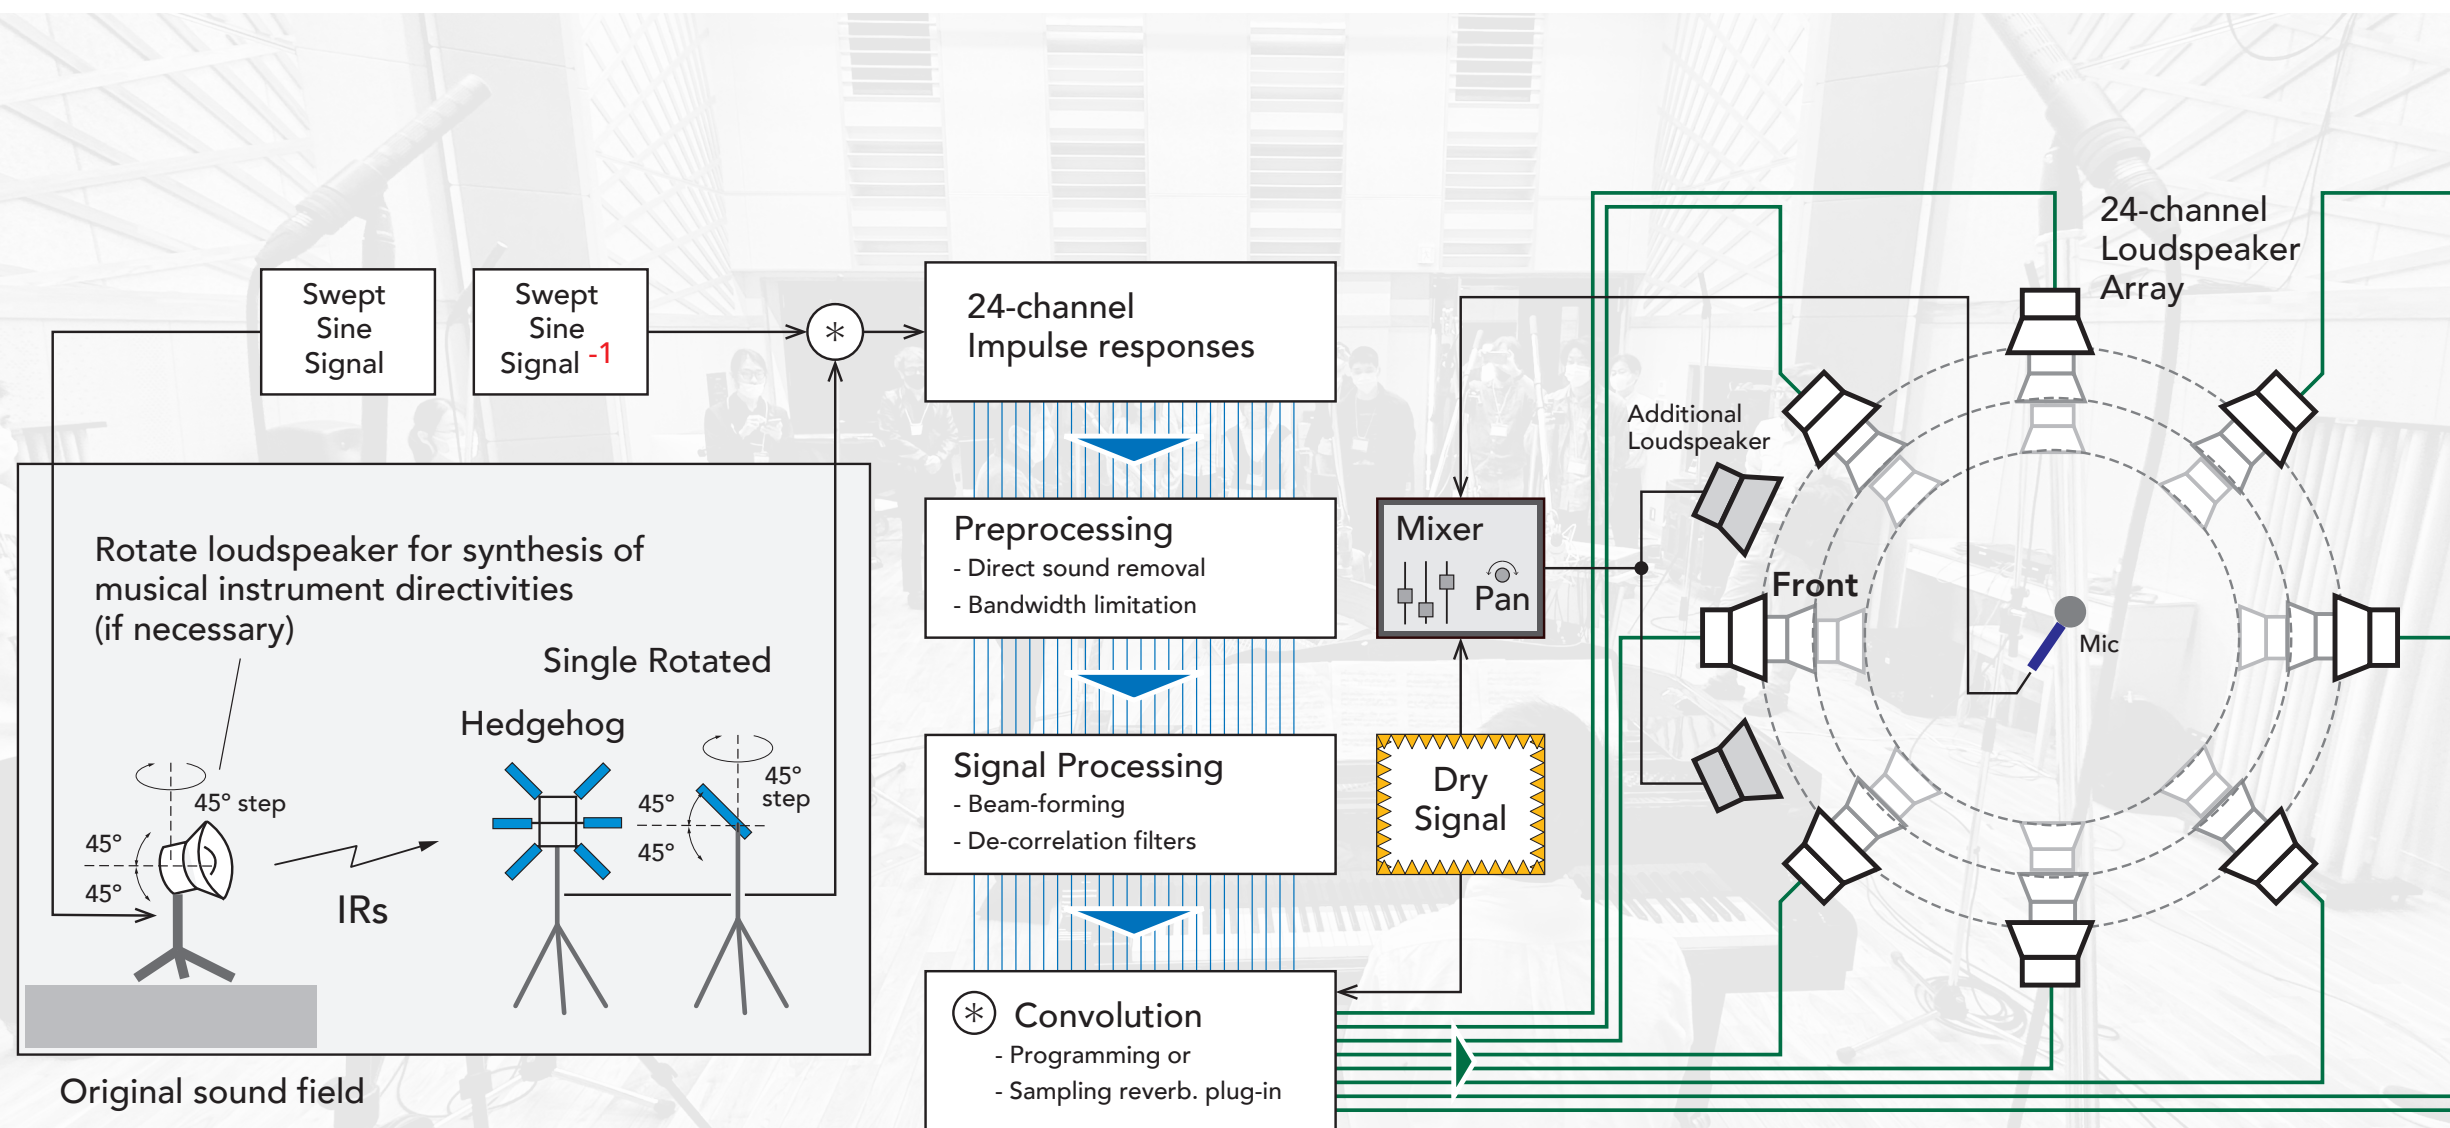 Swept
Sine
Signal
Swept
Sine
Signal -1
*
24-channel
Impulse responses
24-channel
Loudspeaker
Array
Additional
Loudspeaker
Rotate loudspeaker for synthesis of
musical instrument directivities
(if necessary)
Preprocessing
- Direct sound removal
- Bandwidth limitation
Mixer
Pan
Front
Mic
Single Rotated
Hedgehog
45° step
45°
45°
IRs
45°
45°
45°
step
Signal Processing
- Beam-forming
- De-correlation filters
Dry
Signal
* Convolution
- Programming or
- Sampling reverb. plug-in
Original sound field